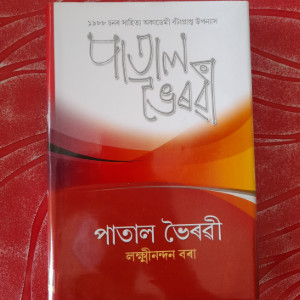 ১৯৮৮ চনৰ সাহিত্য অকাডেমী বঁটাপ্ৰাপ্ত উপন্যাস
পাতাল
ভৈৰৱী
পাতাল ভৈৰৱী
লক্ষ্মীনন্দন বৰা